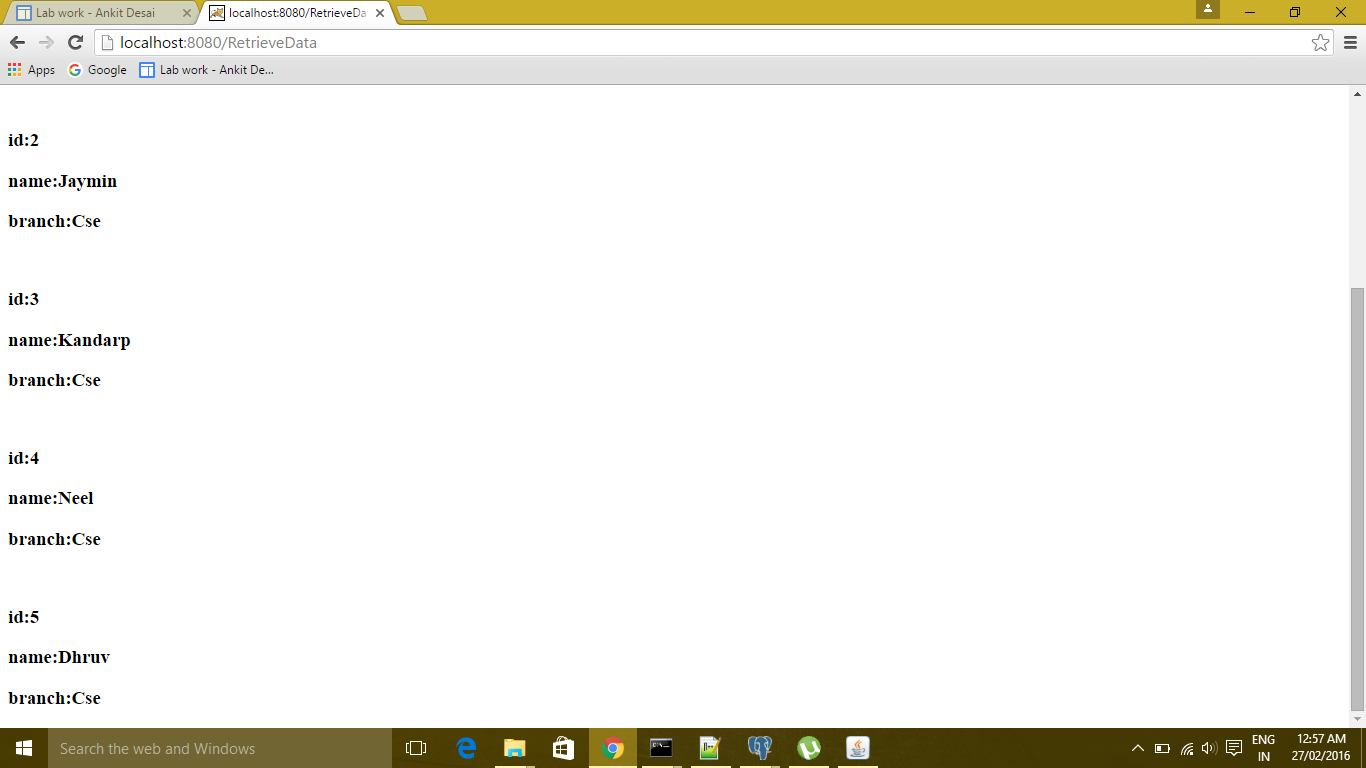 Lab work - Ankit Desai
localhost:8080/RetrieveDa
localhost:8080/RetrieveData
Apps
Google
Lab work - Ankit De...
id:2
name:Jaymin
branch:Cse
id:3
name:Kandarp
branch:Cse
id:4
name:Neel
branch:Cse
id:5
name:Dhruv
branch:Cse
Search the web and Windows
ENG
IN
12:57 AM
27/02/2016